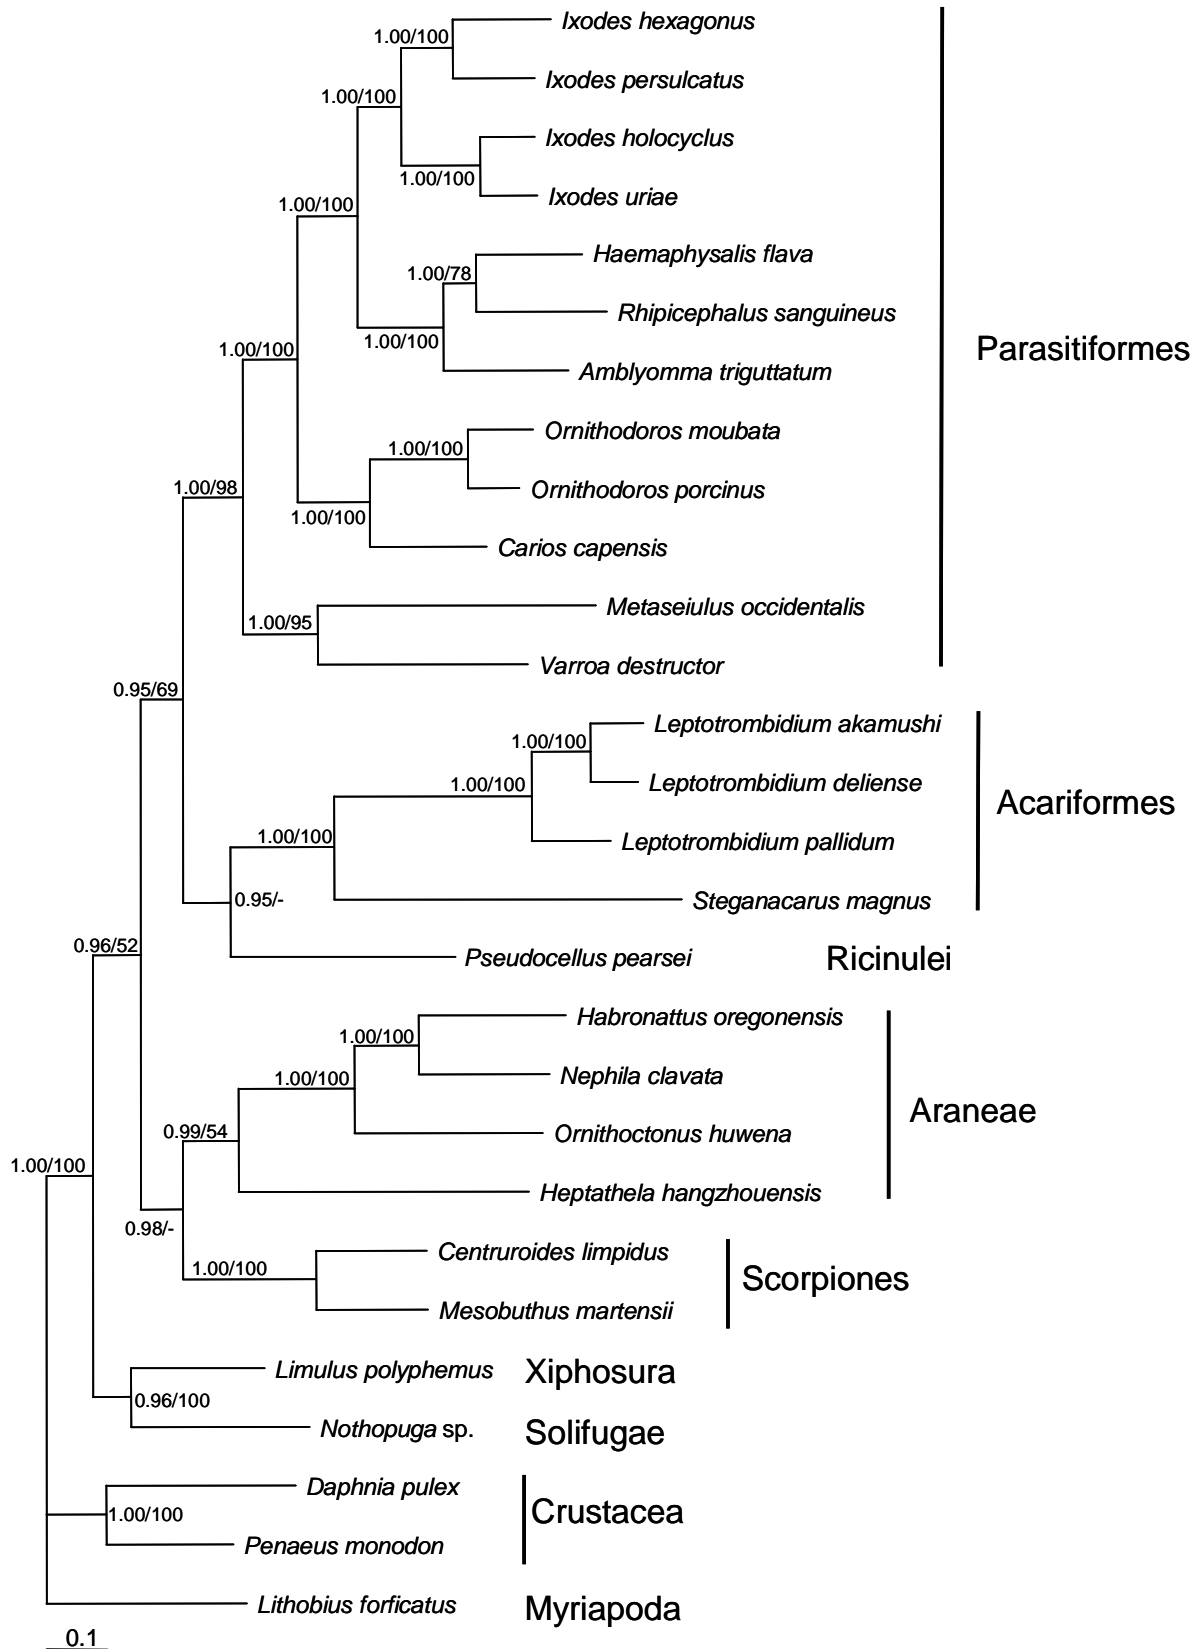 Ixodes hexagonus
1.00/100
Ixodes persulcatus
1.00/100
Ixodes holocyclus
1.00/100
Ixodes uriae
1.00/100
Haemaphysalis flava
1.00/78
Rhipicephalus sanguineus
1.00/100
Parasitiformes
1.00/100
Amblyomma triguttatum
Ornithodoros moubata
1.00/100
Ornithodoros porcinus
1.00/98
1.00/100
Carios capensis
Metaseiulus occidentalis
1.00/95
Varroa destructor
0.95/69
Leptotrombidium akamushi
1.00/100
Leptotrombidium deliense
1.00/100
Acariformes
Leptotrombidium pallidum
1.00/100
0.95/-
Steganacarus magnus
0.96/52
Pseudocellus pearsei
Ricinulei
Habronattus oregonensis
1.00/100
Nephila clavata
1.00/100
Araneae
Ornithoctonus huwena
0.99/54
1.00/100
Heptathela hangzhouensis
0.98/-
Centruroides limpidus
1.00/100
Scorpiones
Mesobuthus martensii
Limulus polyphemus
Xiphosura
0.96/100
Nothopuga sp.
Solifugae
Daphnia pulex
1.00/100
Crustacea
Penaeus monodon
Lithobius forficatus
Myriapoda
0.1